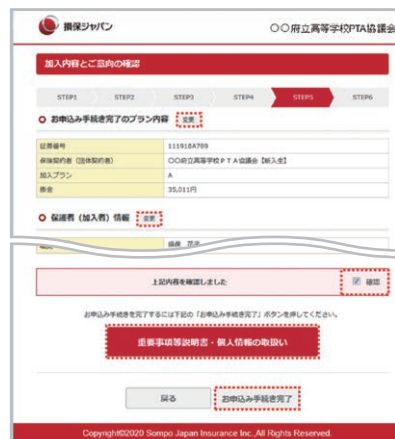 損保ジャパン
〇〇府立高等学校PTA協議会
加入内容とご意向の確認
STEP1 STEP2 STEP3 STEP4 STEP5 STEP6
お申込み手続き完了のプラン内容 変更
証券番号 111918A789
保険契約者（団体契約者） 〇〇府立高等学校PTA協議会【新入生】
加入プラン A
掛金 35,011円
保護者（加入者）情報 変更
上記内容を確認しました 確認
お申込み手続きを完了するには下記の「お申込み手続き完了」ボタンを押してください。
重要事項等説明書・個人情報の取扱い
戻る お申込み手続き完了
Copyright©2020 Sompo Japan Insurance Inc.,All Rights Reserved.